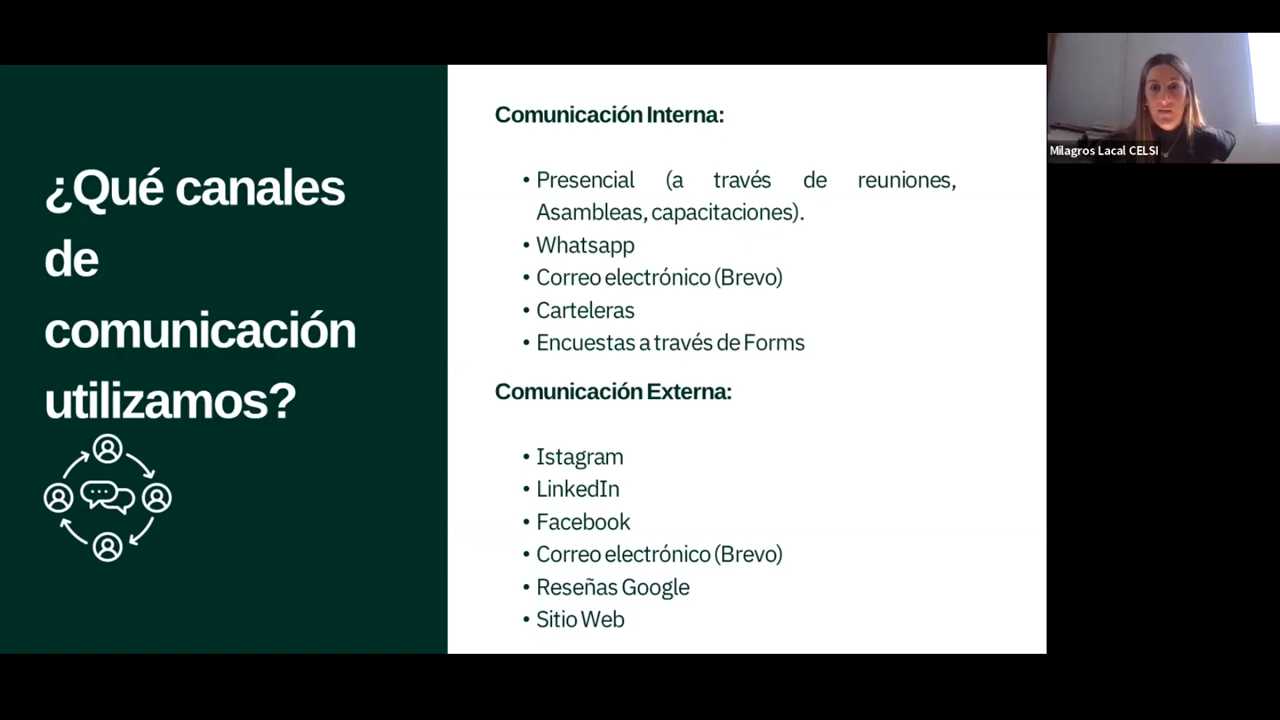 ¿Qué canales
de
comunicación
utilizamos?
Comunicación Interna:
• Presencial (a través de reuniones,
Asambleas, capacitaciones).
• Whatsapp
• Correo electrónico (Brevo)
• Carteleras
• Encuestas a través de Forms
Comunicación Externa:
• Istagram
• LinkedIn
• Facebook
• Correo electrónico (Brevo)
• Reseñas Google
• Sitio Web
Milagros Lacal CELSI